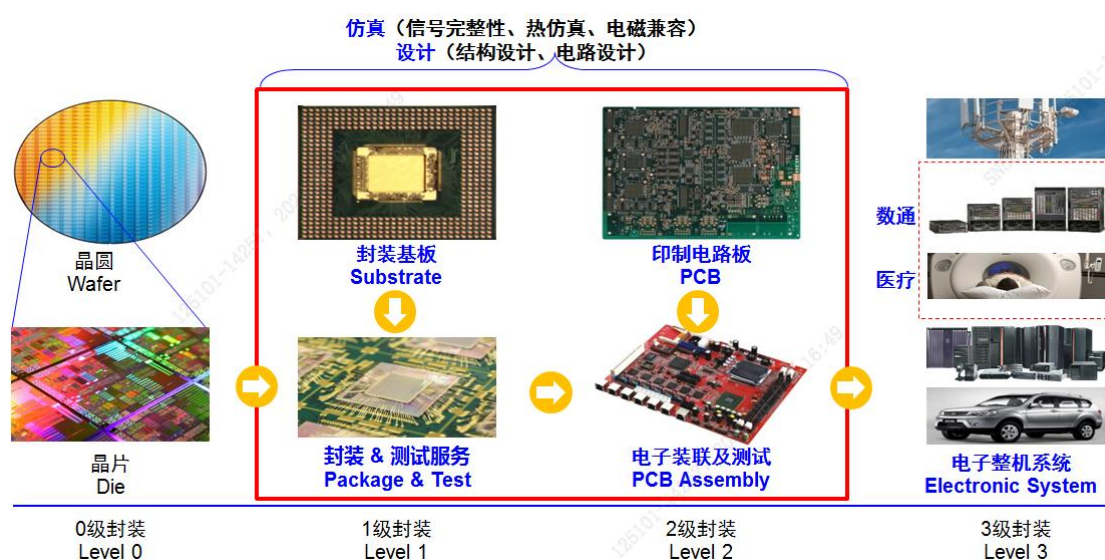 仿真（信号完整性、热仿真、电磁兼容）
设计（结构设计、电路设计）
晶圆
Wafer
封装基板
Substrate
印制电路板
PCB
数通
医疗
晶片
Die
封装 & 测试服务
Package & Test
电子装联及测试
PCB Assembly
电子整机系统
Electronic System
0级封装
Level 0
1级封装
Level 1
2级封装
Level 2
3级封装
Level 3